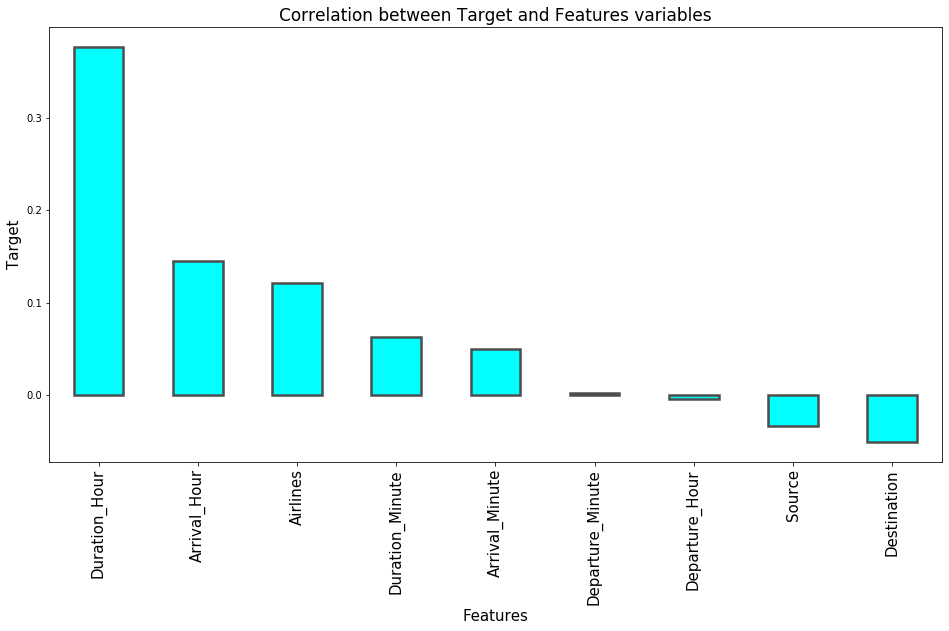 Correlation between Target and Features variables
Target
0.3
0.2
0.1
0.0
Duration_Hour
Arrival_Hour
Airlines
Duration_Minute
Arrival_Minute
Departure_Minute
Departure_Hour
Source
Destination
Features